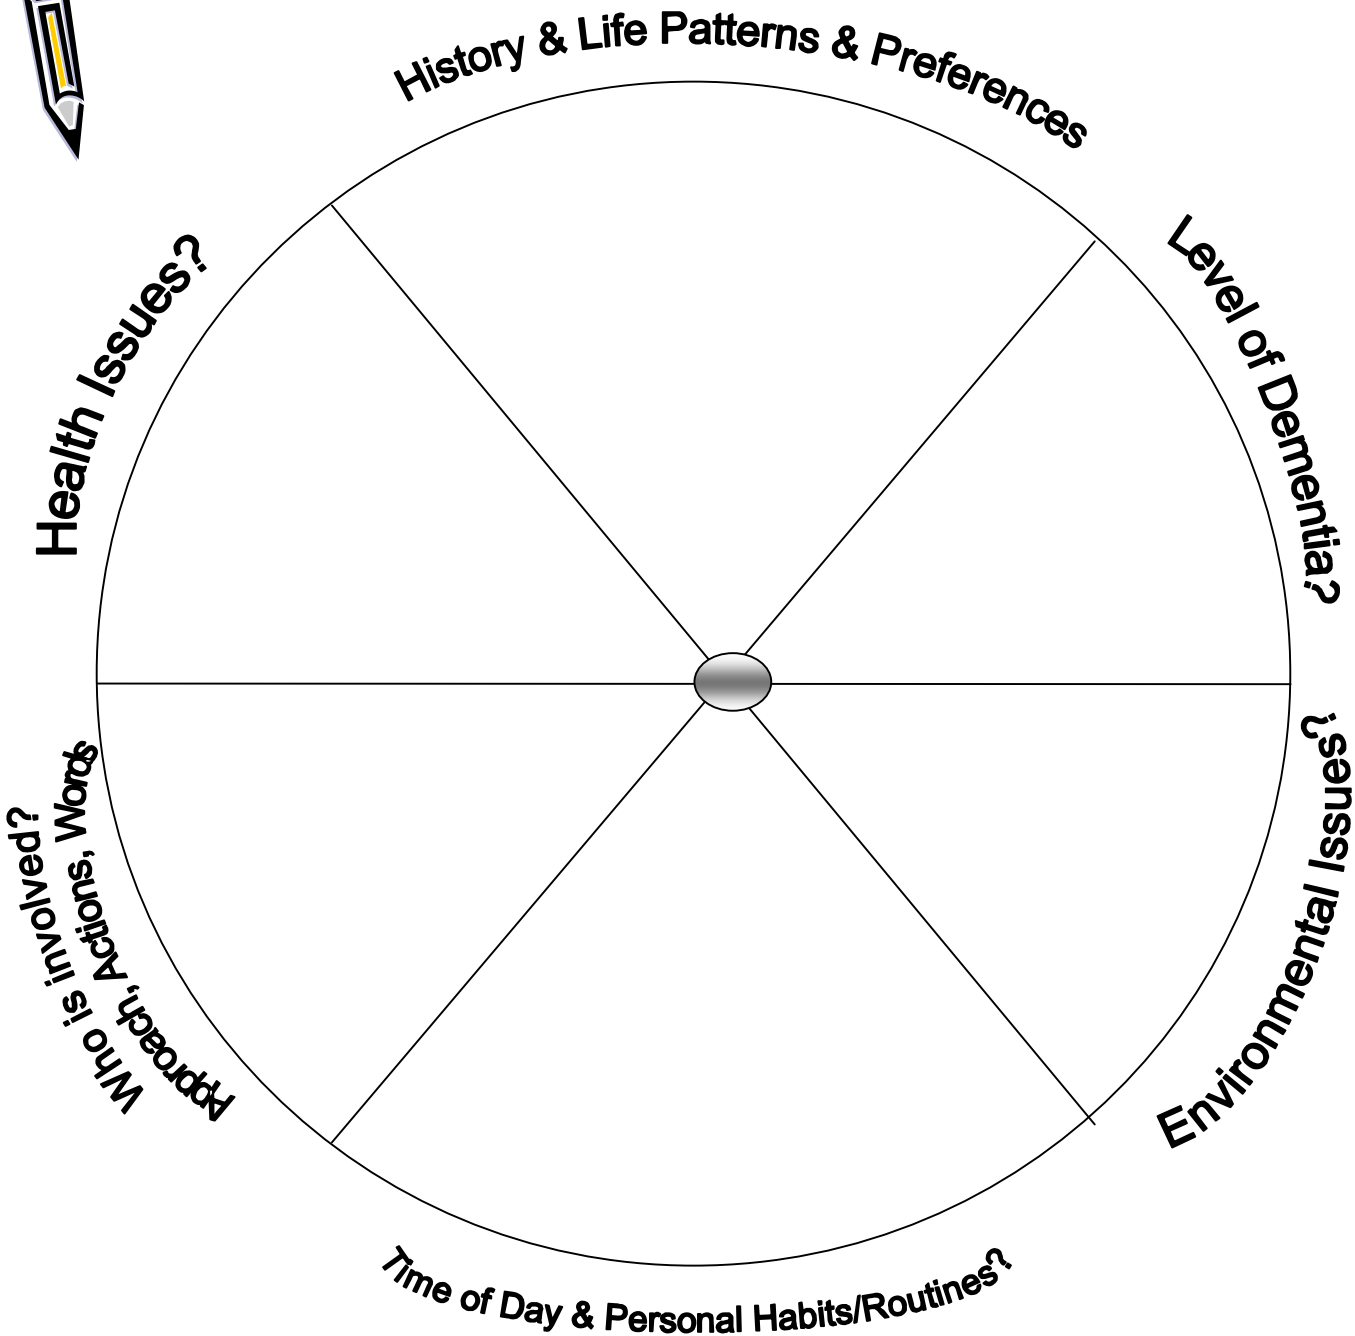 History & Life Patterns & Preferences
Level of Dementia?
Environmental Issues?
Time of Day & Personal Habits/Routines?
Approach, Actions, Words
Who is involved?
Health Issues?